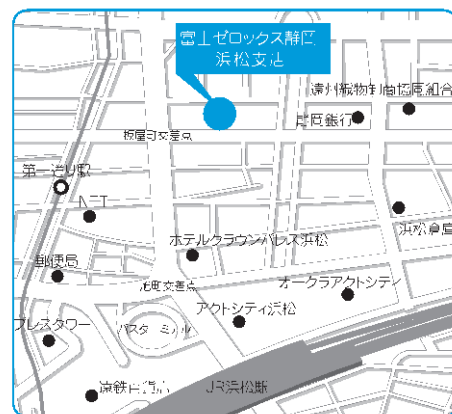 富士ゼロックス静岡
浜松支店
遠州織物卸商協同組合
静岡銀行
板屋町交差点
第一通り駅
NTT
浜松倉庫
ホテルクラウンパレス浜松
郵便局
旭町交差点
オークラアクトシティ
アクトシティ浜松
プレスタワー
バスターミナル
遠鉄百貨店
JR浜松駅